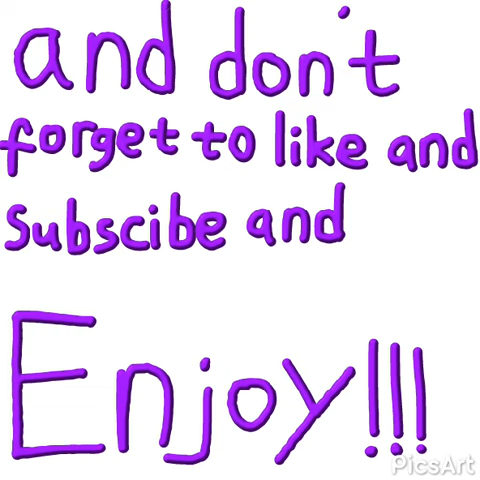 and don't
forget to like and
Subscibe and
Enjoy!!!
PicsArt